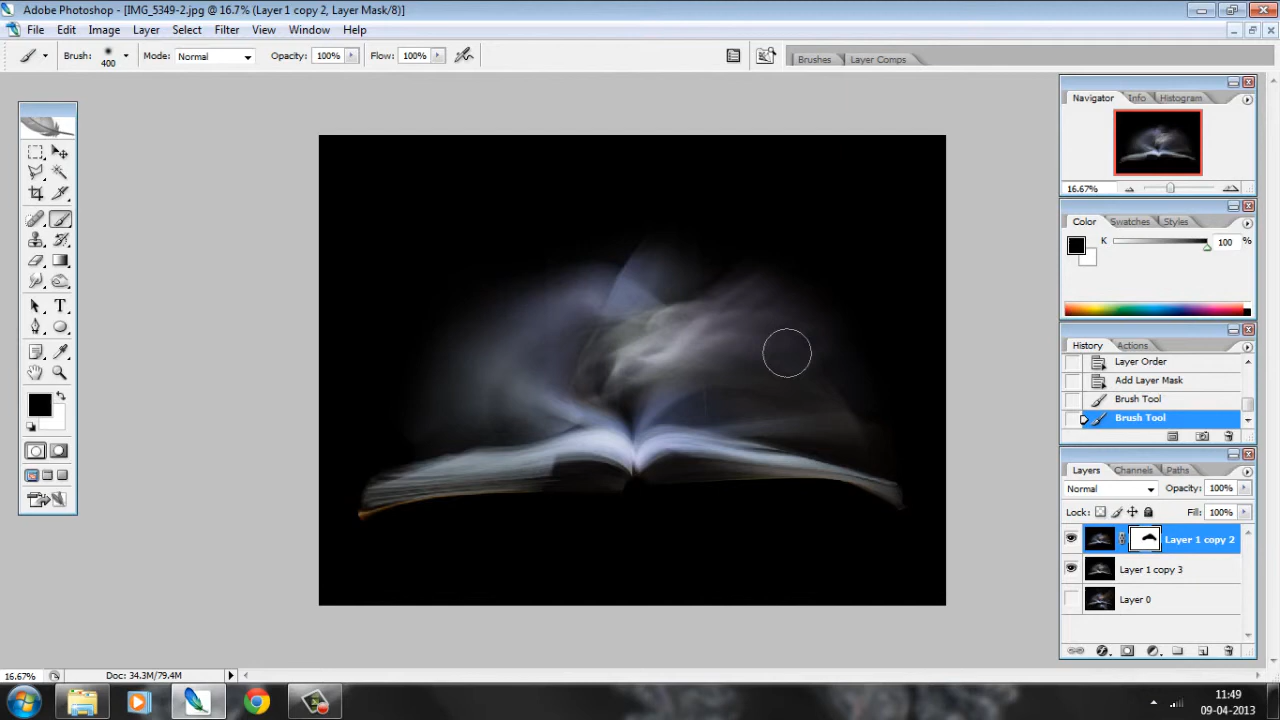 Adobe Photoshop - [IMG_5349-2.jpg @ 16.7% (Layer 1 copy 2, Layer Mask/8)]
File Edit Image Layer Select Filter View Window Help
Brush: 400 Mode: Normal Opacity: 100% Flow: 100% Brushes Layer Comps
Navigator Info Histogram
16.67%
Color Swatches Styles
K 100 %
History Actions
Layer Order
Add Layer Mask
Brush Tool
Brush Tool
Layers Channels Paths
Normal Opacity: 100%
Lock: Fill: 100%
Layer 1 copy 2
Layer 1 copy 3
Layer 0
T
16.67% Doc: 34.3M/79.4M
11:49
09-04-2013